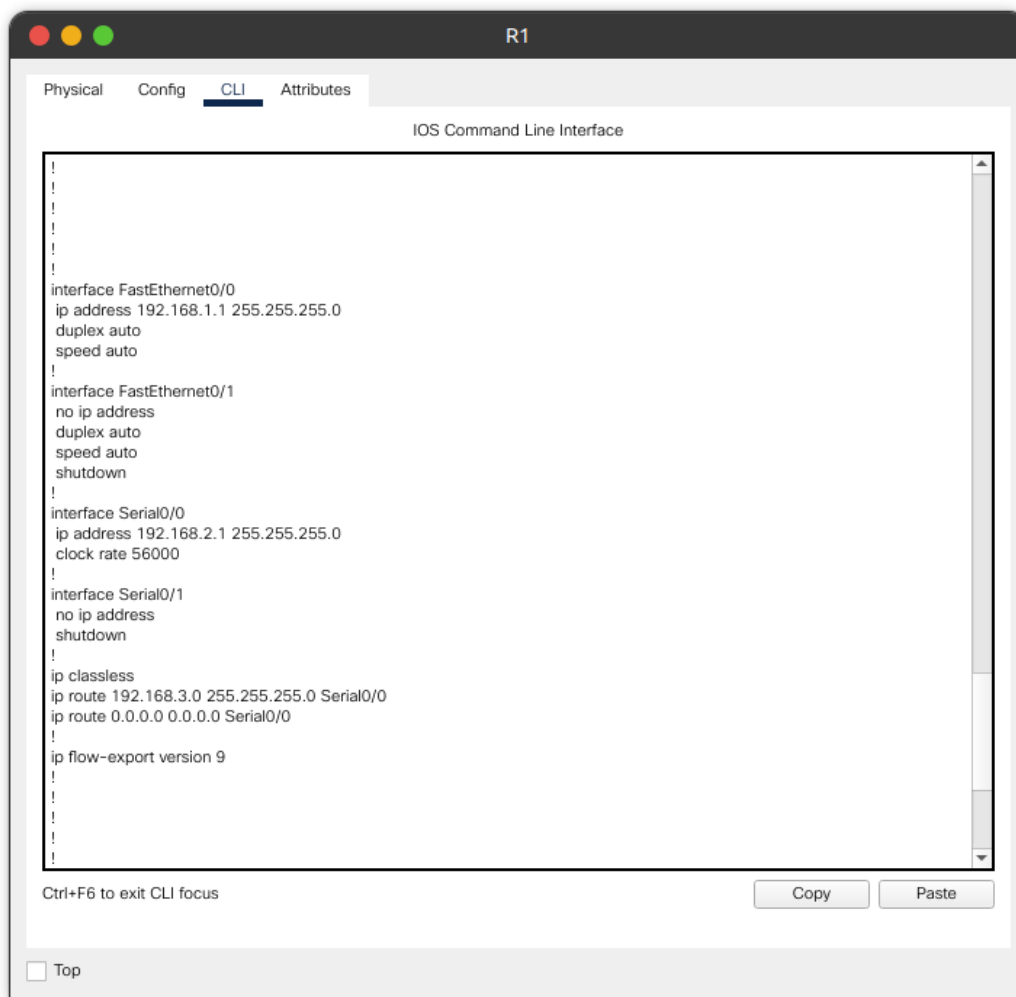 R1
Physical Config CLI Attributes
IOS Command Line Interface
!
!
!
!
!
!
interface FastEthernet0/0
 ip address 192.168.1.1 255.255.255.0
 duplex auto
 speed auto
!
interface FastEthernet0/1
 no ip address
 duplex auto
 speed auto
 shutdown
!
interface Serial0/0
 ip address 192.168.2.1 255.255.255.0
 clock rate 56000
!
interface Serial0/1
 no ip address
 shutdown
!
ip classless
ip route 192.168.3.0 255.255.255.0 Serial0/0
ip route 0.0.0.0 0.0.0.0 Serial0/0
!
ip flow-export version 9
!
!
!
!
!
Ctrl+F6 to exit CLI focus
Copy Paste
Top